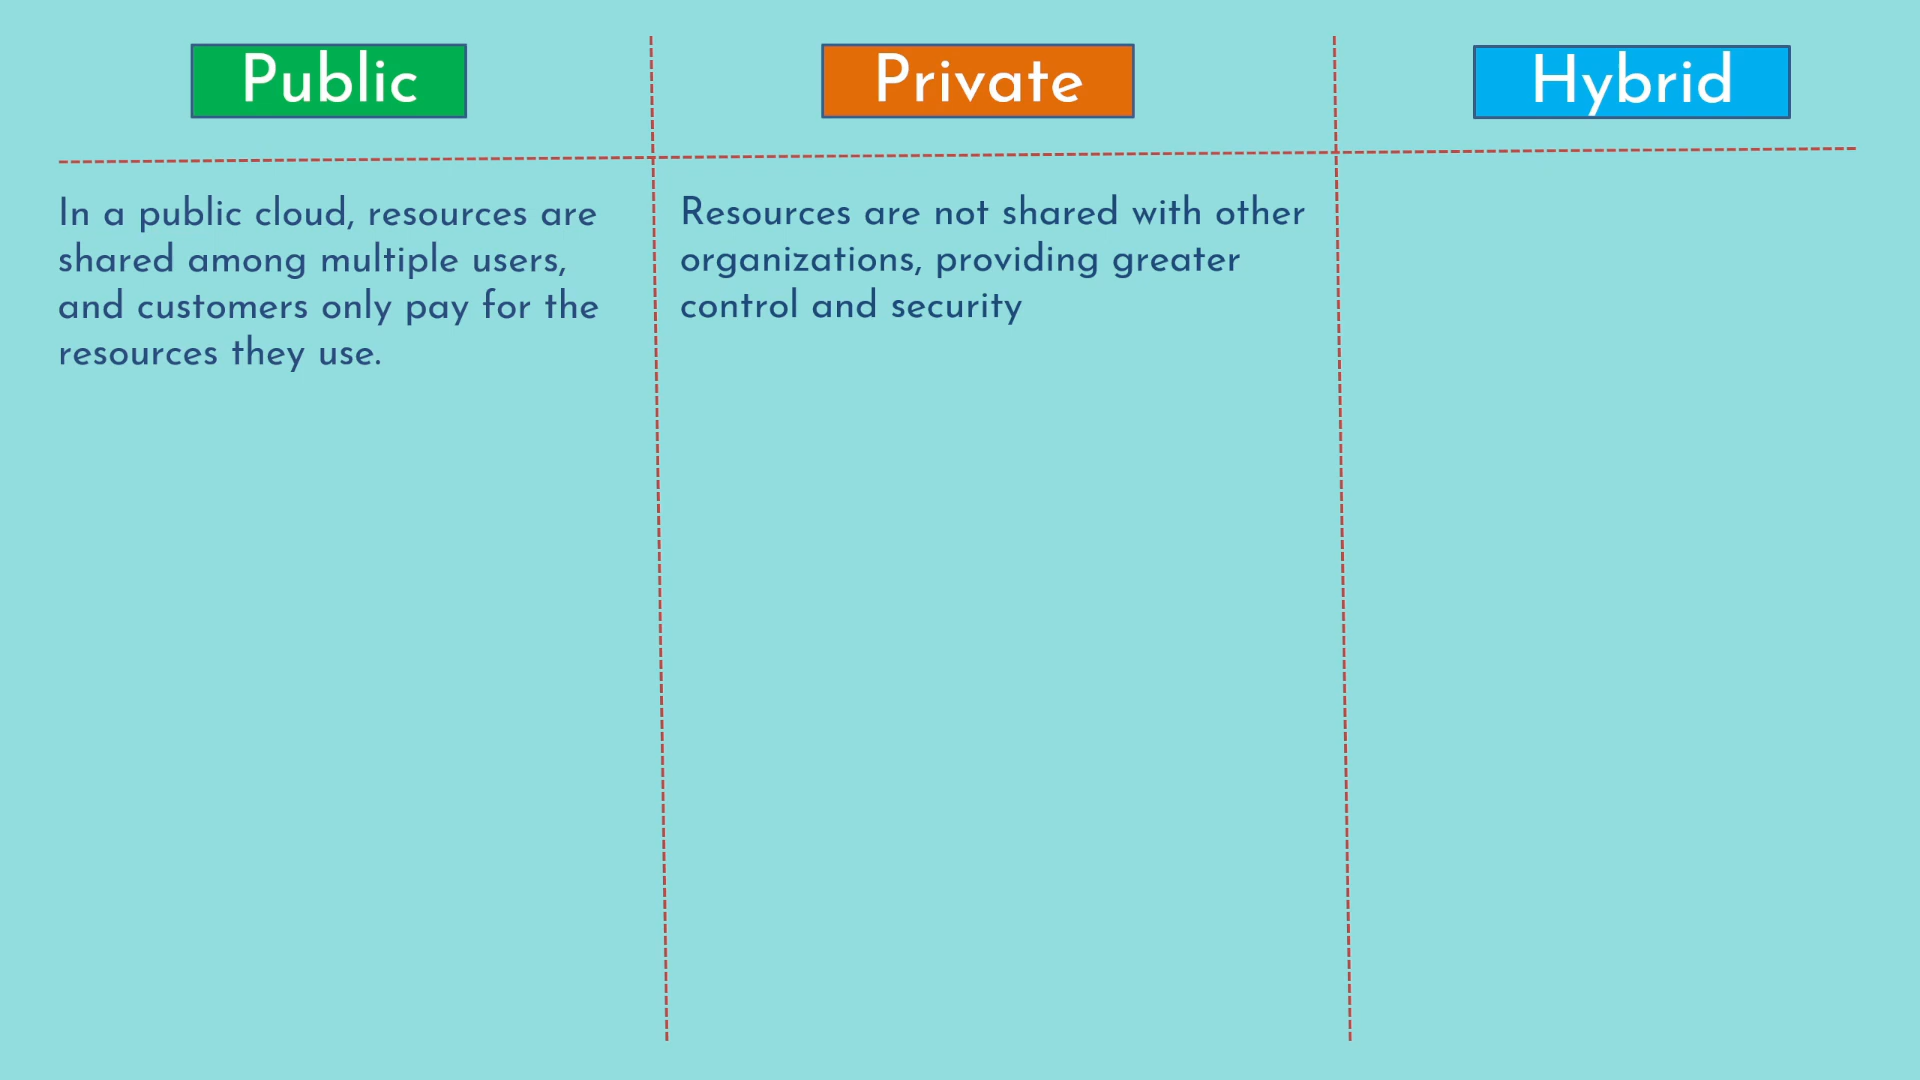 Public
Private
Hybrid
In a public cloud, resources are
shared among multiple users,
and customers only pay for the
resources they use.
Resources are not shared with other
organizations, providing greater
control and security